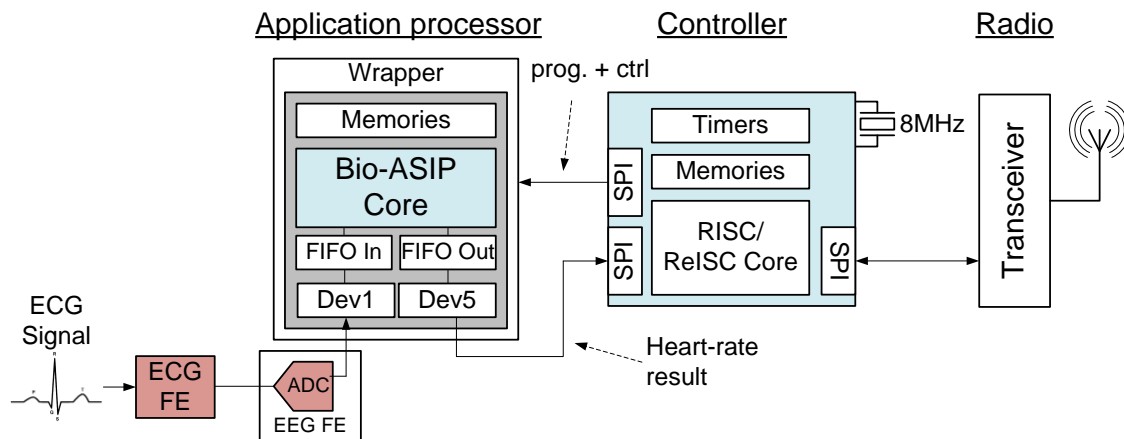 Application processor
Controller
Radio
Wrapper
prog. + ctrl
Memories
Bio-ASIP
Core
FIFO In
FIFO Out
Dev1
Dev5
Timers
Memories
RISC/
ReISC Core
SPI
SPI
SPI
8MHz
Transceiver
ECG
Signal
R
P
T
Q
S
ECG
FE
ADC
EEG FE
Heart-rate
result